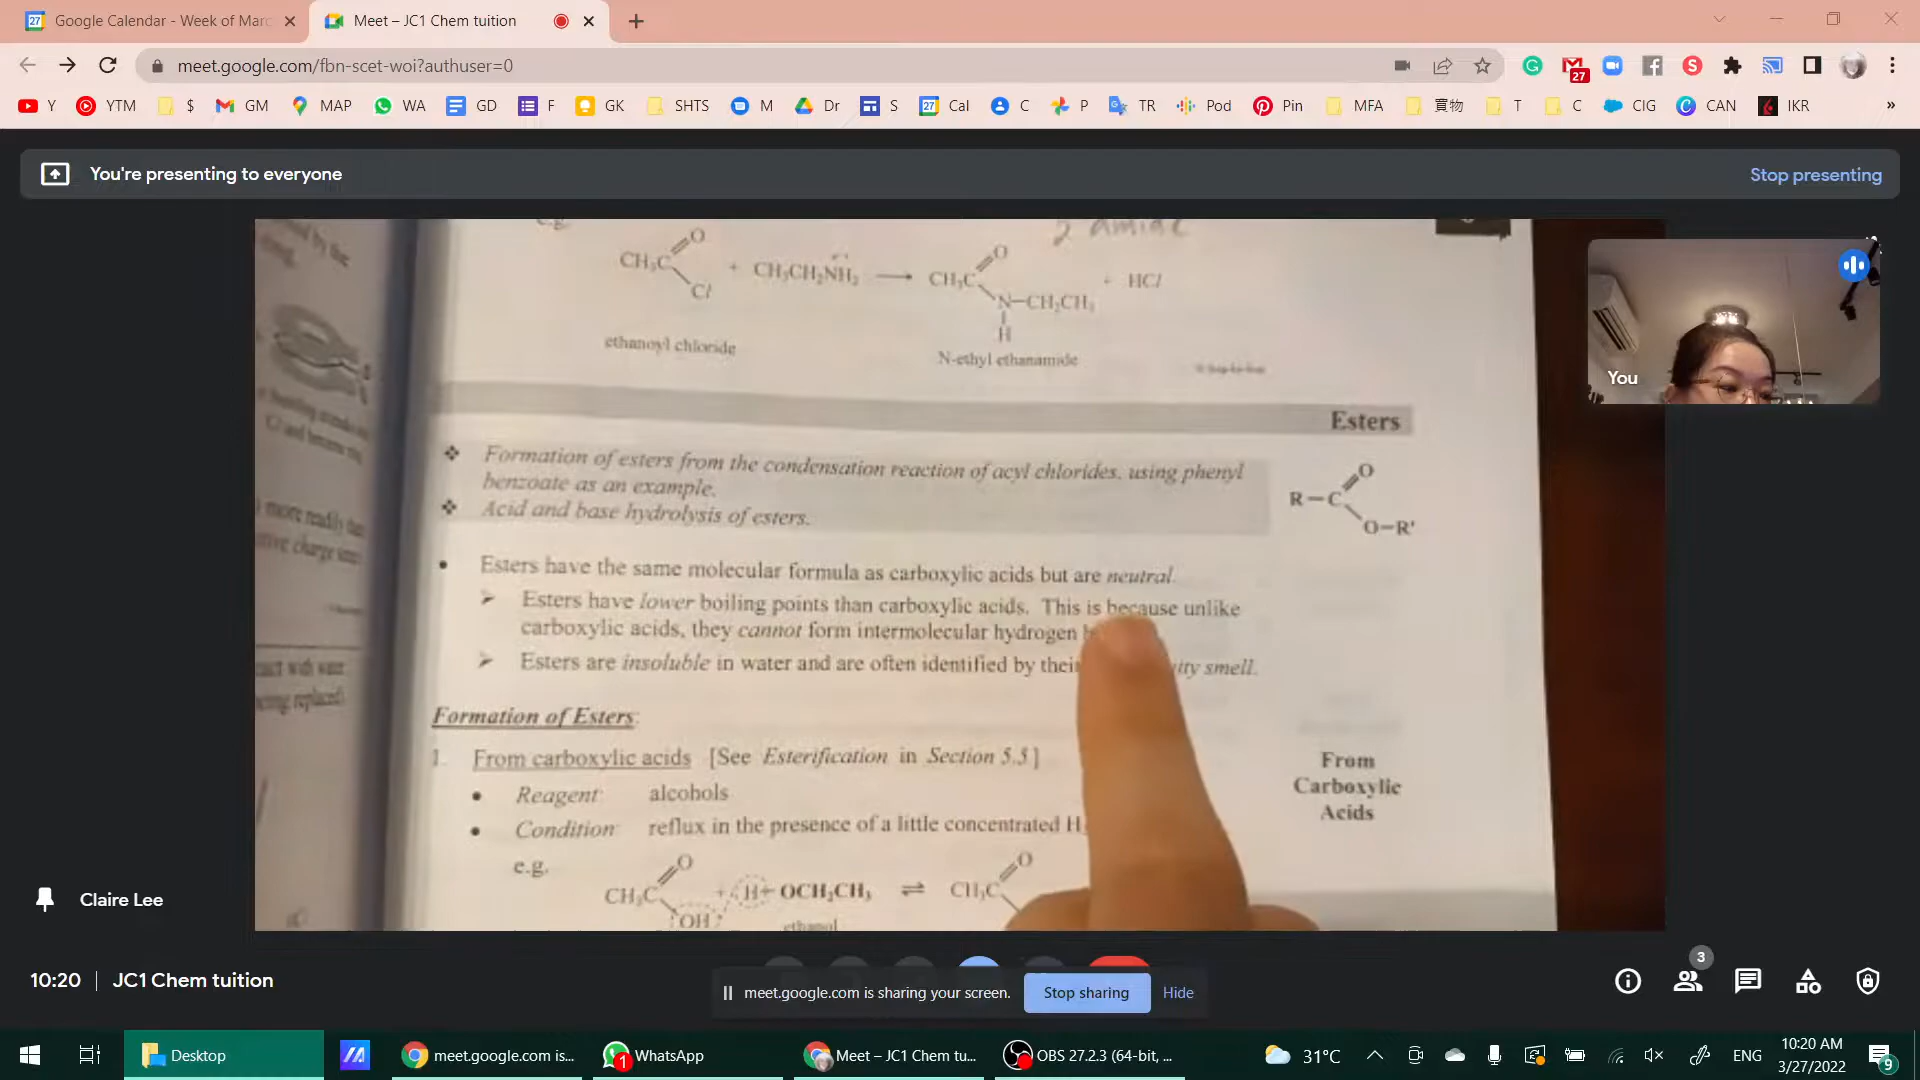 Google Calendar - Week of Marc
Meet – JC1 Chem tuition
meet.google.com/fbn-scet-woi?authuser=0
27
Y
YTM
$
GM
MAP
WA
GD
F
GK
SHTS
M
Dr
S
Cal
C
P
TR
Pod
Pin
MFA
買物
T
C
CIG
CAN
IKR
You're presenting to everyone
Stop presenting
2 amide
CH₃C
O
Cl
+ CH₃CH₂NH₂
CH₃C
O
N–CH₂CH₃
H
+ HCl
ethanoyl chloride
N-ethyl ethanamide
You
Esters
Formation of esters from the condensation reaction of acyl chlorides, using phenyl
benzoate as an example.
Acid and base hydrolysis of esters.
R–C
O
O–R'
Esters have the same molecular formula as carboxylic acids but are neutral.
Esters have lower boiling points than carboxylic acids. This is because unlike
carboxylic acids, they cannot form intermolecular hydrogen
Esters are insoluble in water and are often identified by their smell.
Formation of Esters:
1. From carboxylic acids [See Esterification in Section 5.5]
Reagent: alcohols
Condition: reflux in the presence of a little concentrated H
From
Carboxylic
Acids
e.g.
CH₃C
O
OH
+ H
OCH₂CH₃
⇌
CH₃C
O
ethanol
Claire Lee
10:20 | JC1 Chem tuition
3
meet.google.com is sharing your screen.
Stop sharing
Hide
Desktop
meet.google.com is...
1
WhatsApp
Meet – JC1 Chem tu...
OBS 27.2.3 (64-bit, ...
31°C
ENG
10:20 AM
3/27/2022
9